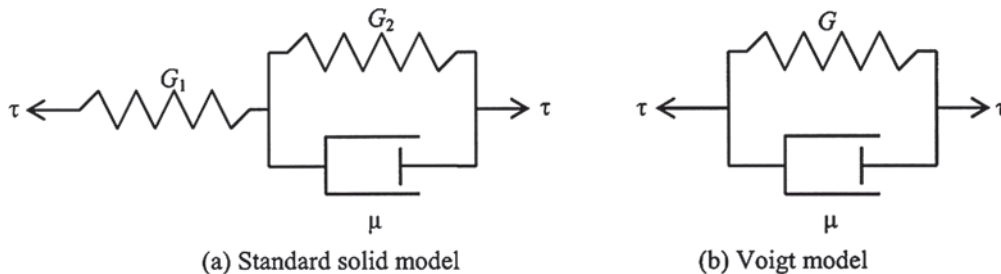 G₂
G₁
τ
τ
μ
(a) Standard solid model
G
τ
τ
μ
(b) Voigt model